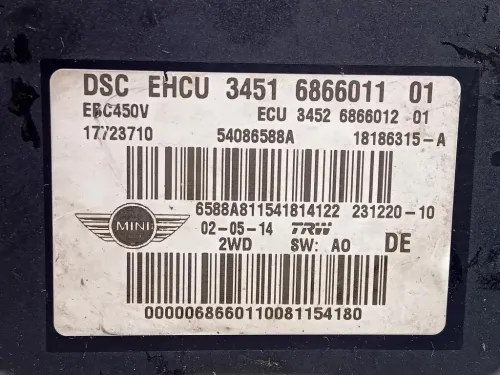 DSC EHCU 3451 6866011 01
EBC450V ECU 3452 6866012 01
17723710 54086588A 18186315-A
6588A811541814122 231220-10
MINI 02-05-14 TRW
2WD SW: A0 DE
0000068660110081154180